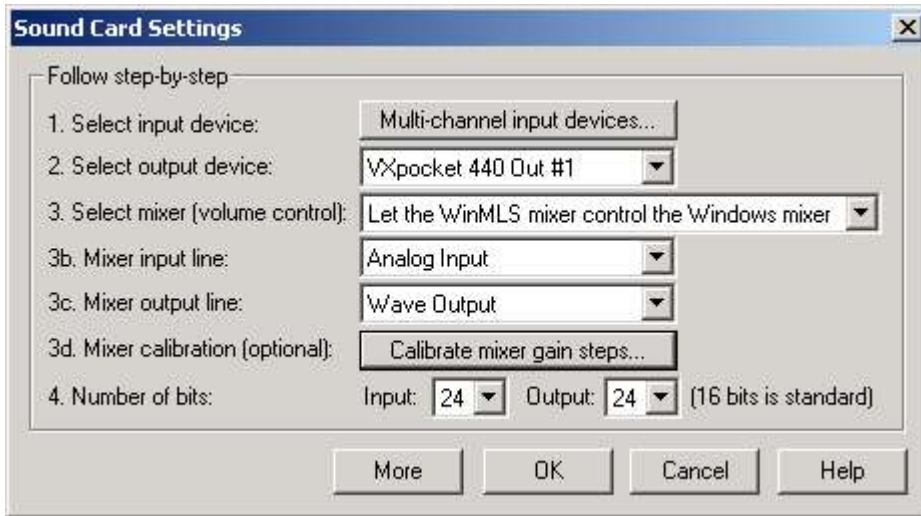 Sound Card Settings
Follow step-by-step
1. Select input device: Multi-channel input devices...
2. Select output device: VXpocket 440 Out #1
3. Select mixer (volume control): Let the WinMLS mixer control the Windows mixer
3b. Mixer input line: Analog Input
3c. Mixer output line: Wave Output
3d. Mixer calibration (optional): Calibrate mixer gain steps...
4. Number of bits: Input: 24 Output: 24 (16 bits is standard)
More OK Cancel Help